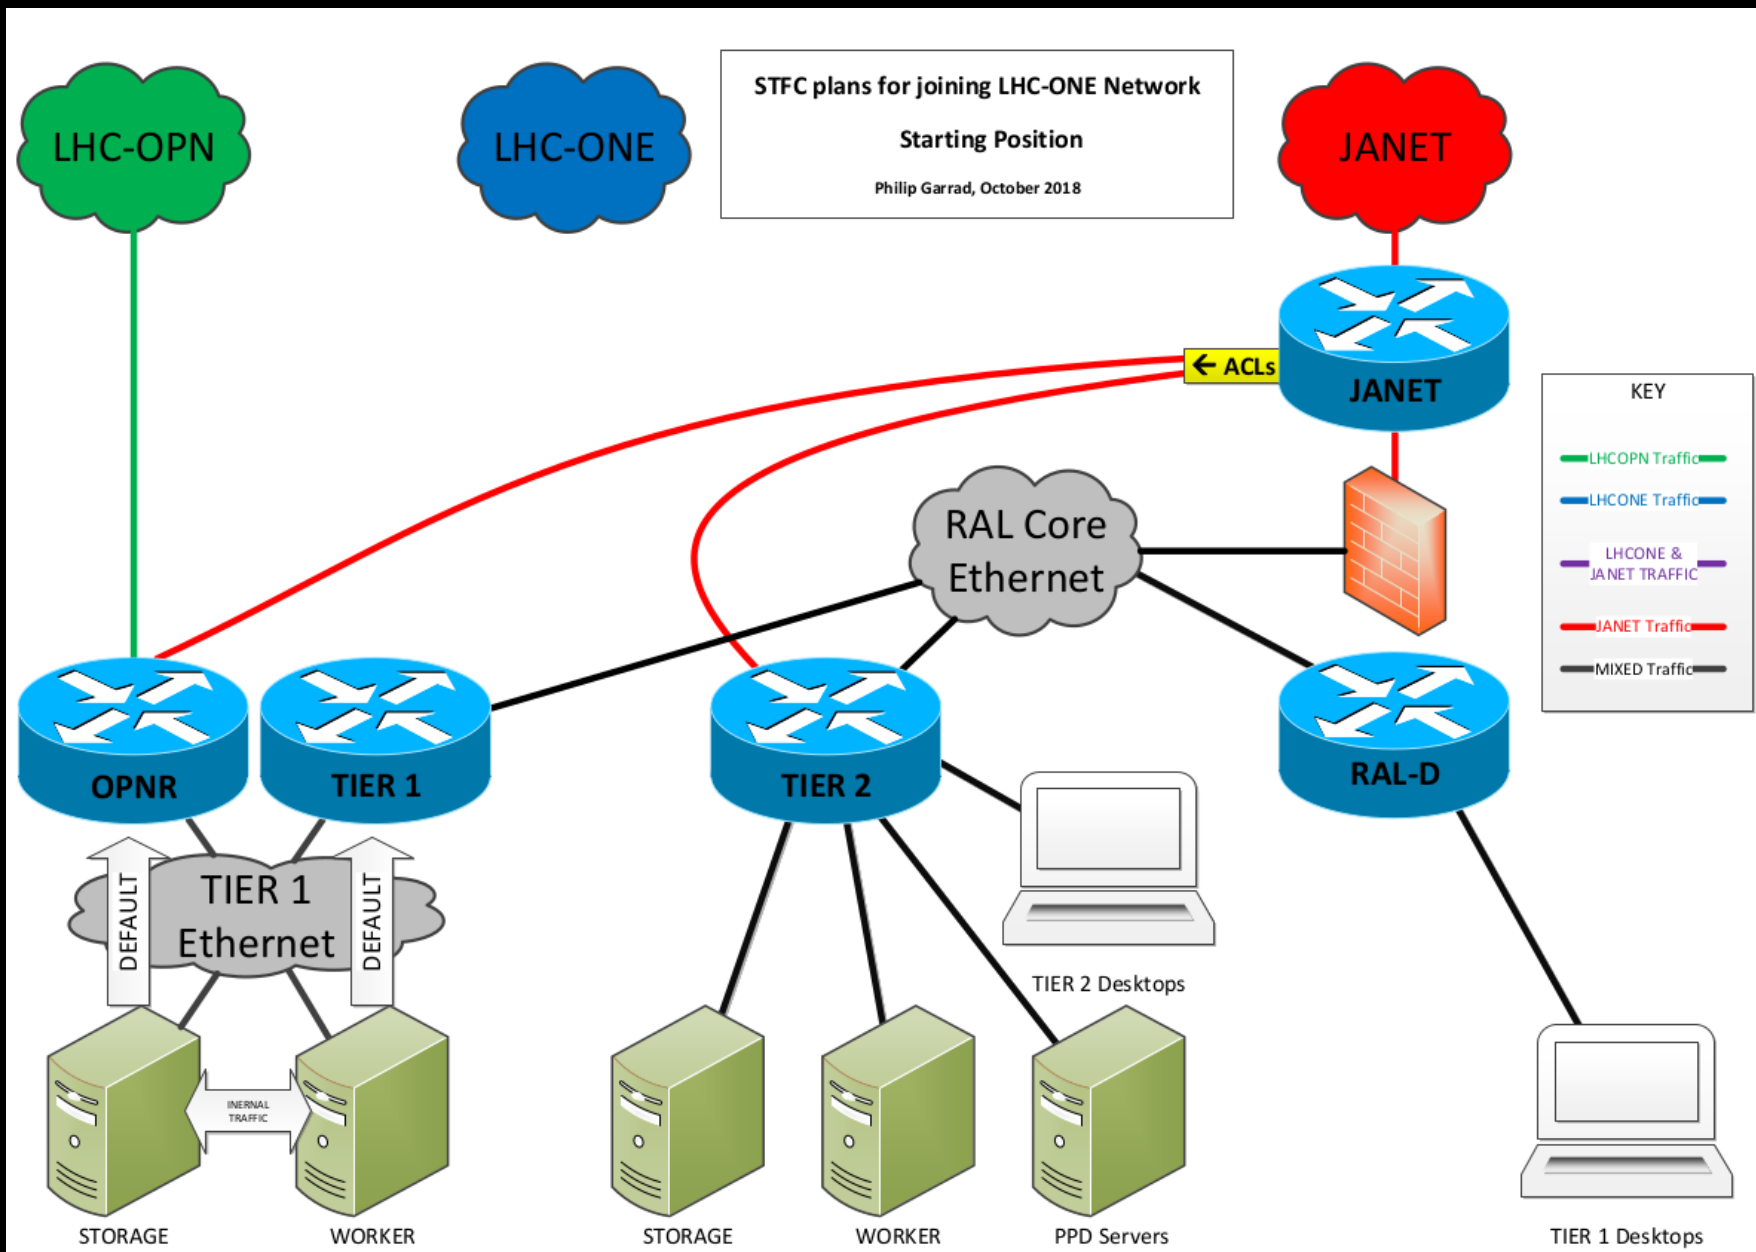 LHC-OPN
LHC-ONE
STFC plans for joining LHC-ONE Network
Starting Position
Philip Garrad, October 2018
JANET
← ACLs
JANET
KEY
LHCOPN Traffic
LHCONE Traffic
LHCONE &
JANET TRAFFIC
JANET Traffic
MIXED Traffic
RAL Core
Ethernet
OPNR
TIER 1
TIER 2
RAL-D
DEFAULT
TIER 1
Ethernet
DEFAULT
TIER 2 Desktops
INERNAL
TRAFFIC
STORAGE
WORKER
STORAGE
WORKER
PPD Servers
TIER 1 Desktops